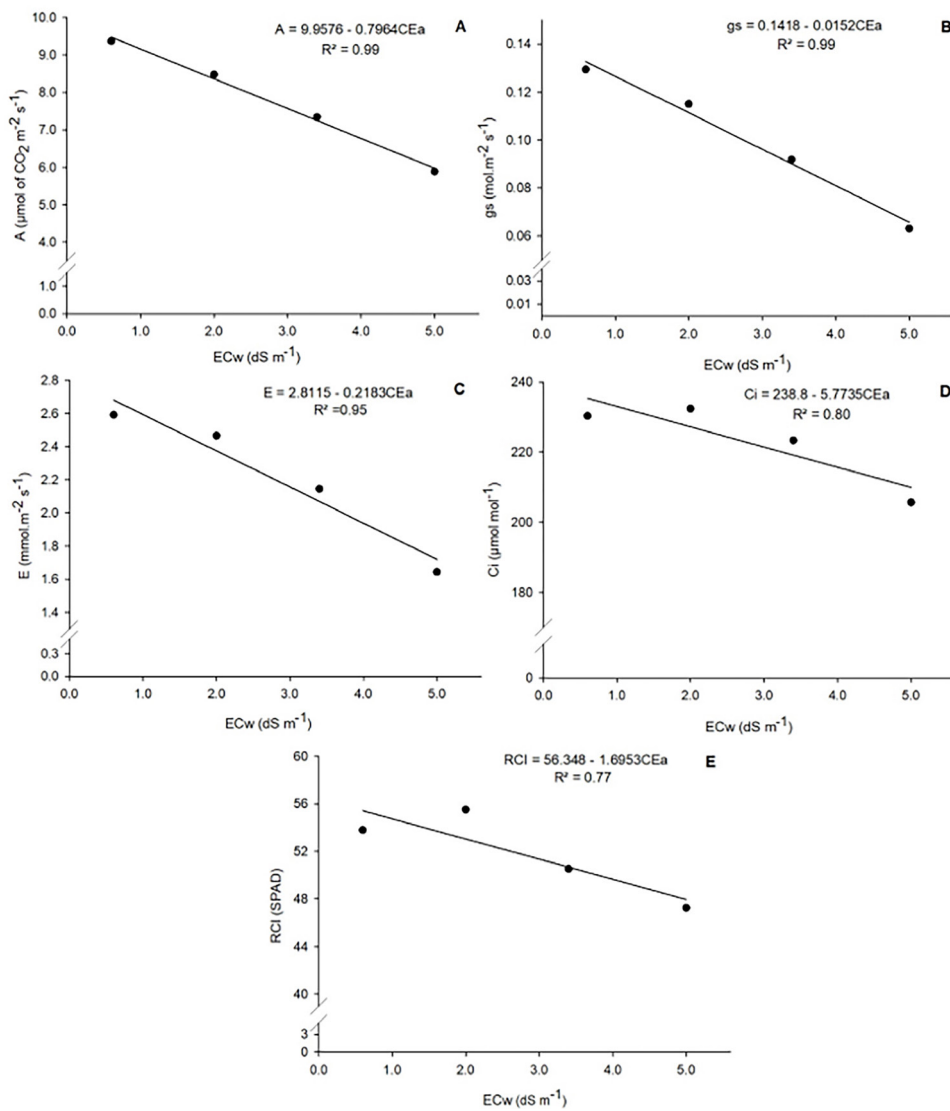 A = 9.9576 - 0.7964CEa
R² = 0.99
A
10.0
9.0
8.0
7.0
6.0
5.0
4.0
1.0
0.0
A (µmol of CO₂ m⁻² s⁻¹)
0.0 1.0 2.0 3.0 4.0 5.0
ECw (dS m⁻¹)
gs = 0.1418 - 0.0152CEa
R² = 0.99
B
0.14
0.12
0.10
0.08
0.06
0.03
0.01
gs (mol.m⁻² s⁻¹)
0.0 1.0 2.0 3.0 4.0 5.0
ECw (dS m⁻¹)
E = 2.8115 - 0.2183CEa
R² =0.95
C
2.8
2.6
2.4
2.2
2.0
1.8
1.6
1.4
0.3
0.0
E (mmol.m⁻² s⁻¹)
0.0 1.0 2.0 3.0 4.0 5.0
ECw (dS m⁻¹)
Ci = 238.8 - 5.7735CEa
R² = 0.80
D
240
220
200
180
0
Ci (µmol mol⁻¹)
0.0 1.0 2.0 3.0 4.0 5.0
ECw (dS m⁻¹)
RCI = 56.348 - 1.6953CEa
R² = 0.77
E
60
56
52
48
44
40
3
0
RCI (SPAD)
0.0 1.0 2.0 3.0 4.0 5.0
ECw (dS m⁻¹)